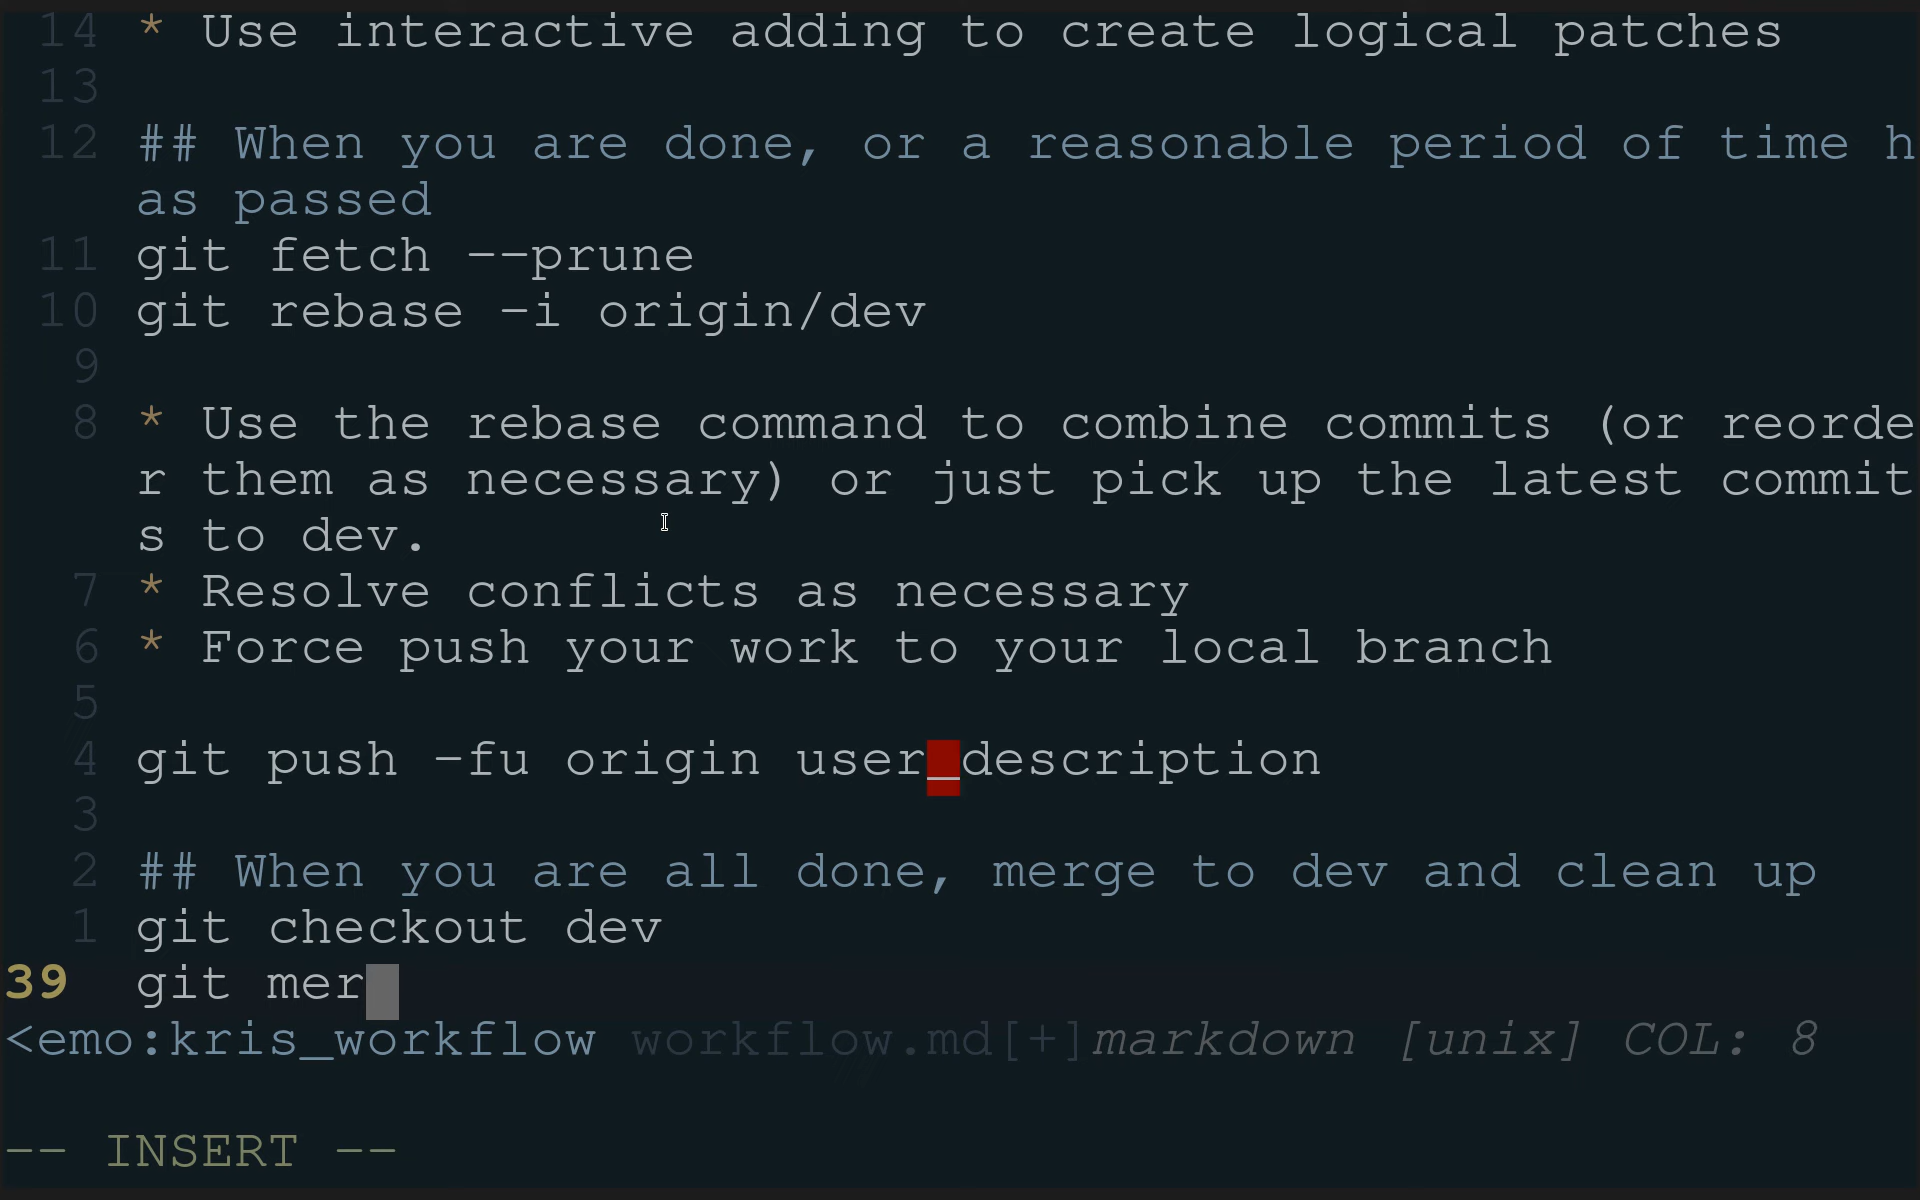 14 * Use interactive adding to create logical patches
13
12 ## When you are done, or a reasonable period of time h
as passed
11 git fetch --prune
10 git rebase -i origin/dev
9
8 * Use the rebase command to combine commits (or reorde
r them as necessary) or just pick up the latest commit
s to dev.
7 * Resolve conflicts as necessary
6 * Force push your work to your local branch
5
4 git push -fu origin user_description
3
2 ## When you are all done, merge to dev and clean up
1 git checkout dev
39 git mer
<emo:kris_workflow workflow.md[+]markdown [unix] COL: 8
-- INSERT --